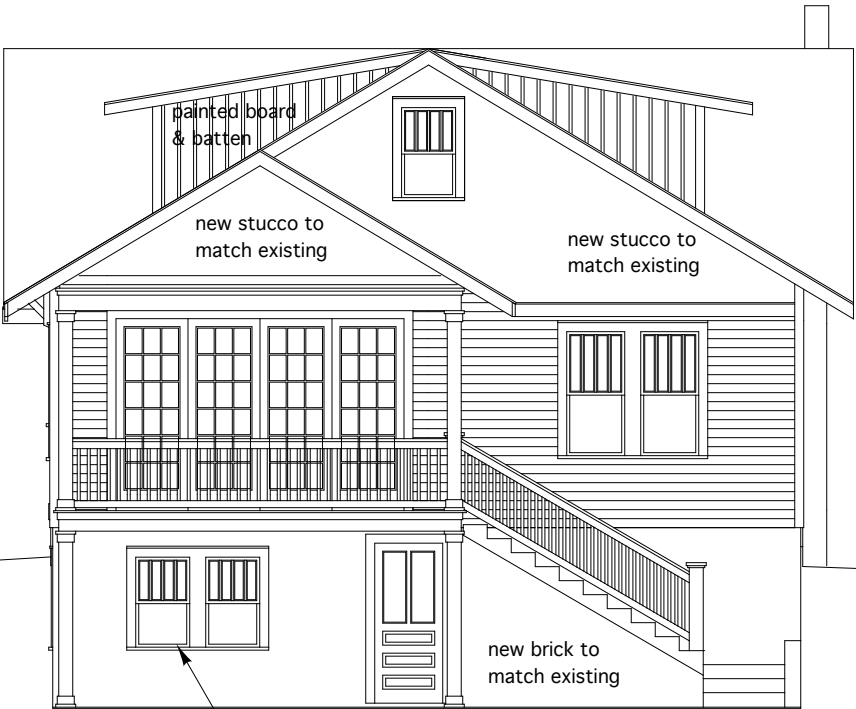 painted board
& batten
new stucco to
match existing
new stucco to
match existing
new brick to
match existing